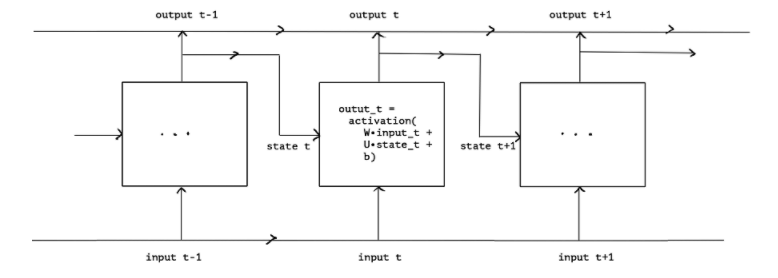 output t-1
output t
output t+1
. . .
outut_t =
activation(
W•input_t +
U•state_t +
b)
. . .
state t
state t+1
input t-1
input t
input t+1